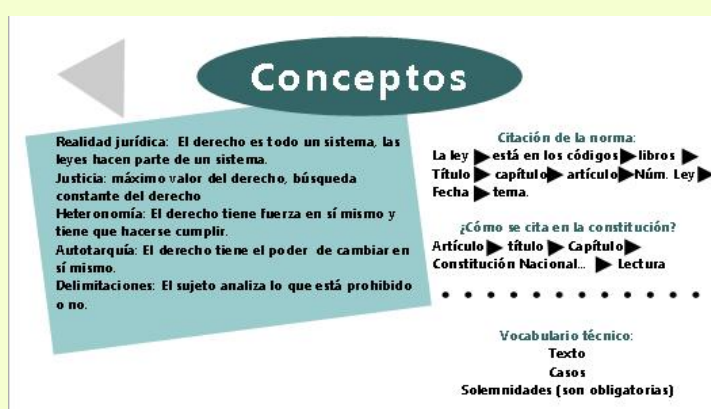 Conceptos
Realidad jurídica: El derecho es todo un sistema, las
leyes hacen parte de un sistema.
Justicia: máximo valor del derecho, búsqueda
constante del derecho
Heteronomía: El derecho tiene fuerza en sí mismo y
tiene que hacerse cumplir.
Autotarquía: El derecho tiene el poder de cambiar en
sí mismo.
Delimitaciones: El sujeto analiza lo que está prohibido
o no.
Citación de la norma:
La ley ▶ está en los códigos ▶ libros ▶
Título ▶ capítulo ▶ artículo ▶ Núm. Ley ▶
Fecha ▶ tema.
¿Cómo se cita en la constitución?
Artículo ▶ título ▶ Capítulo ▶
Constitución Nacional... ▶ Lectura
Vocabulario técnico:
Texto
Casos
Solemnidades (son obligatorias)